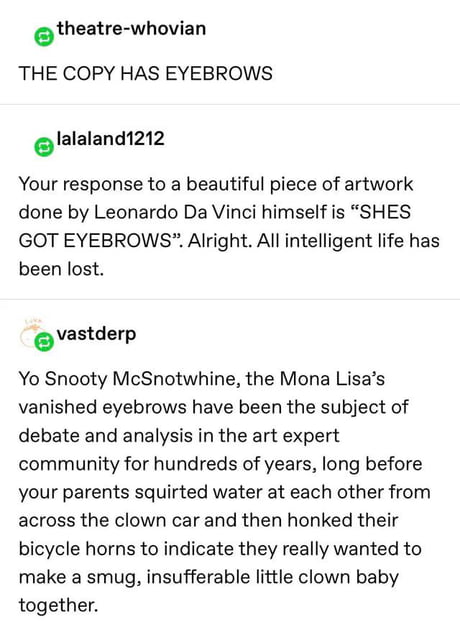 theatre-whovian
THE COPY HAS EYEBROWS
lalaland1212
Your response to a beautiful piece of artwork
done by Leonardo Da Vinci himself is “SHES
GOT EYEBROWS”. Alright. All intelligent life has
been lost.
vastderp
Yo Snooty McSnotwhine, the Mona Lisa’s
vanished eyebrows have been the subject of
debate and analysis in the art expert
community for hundreds of years, long before
your parents squirted water at each other from
across the clown car and then honked their
bicycle horns to indicate they really wanted to
make a smug, insufferable little clown baby
together.